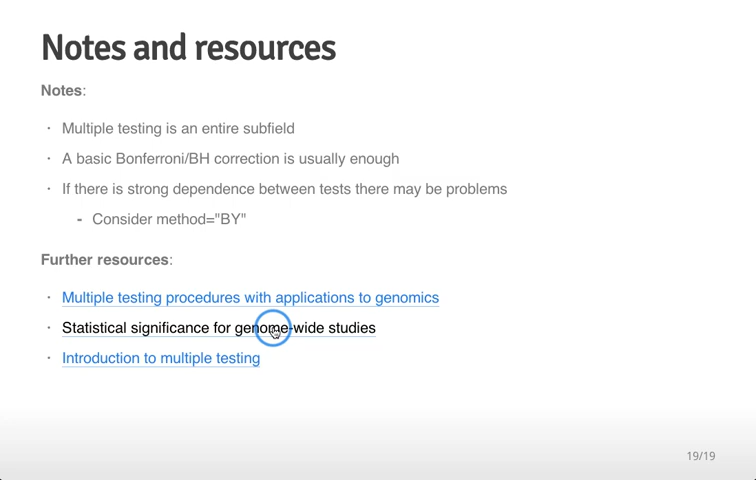 Notes and resources
Notes:
· Multiple testing is an entire subfield
· A basic Bonferroni/BH correction is usually enough
· If there is strong dependence between tests there may be problems
- Consider method="BY"
Further resources:
· Multiple testing procedures with applications to genomics
· Statistical significance for genome-wide studies
· Introduction to multiple testing
19/19